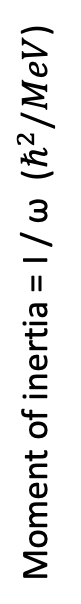 Moment of inertia = I / ω (ℏ²/MeV)